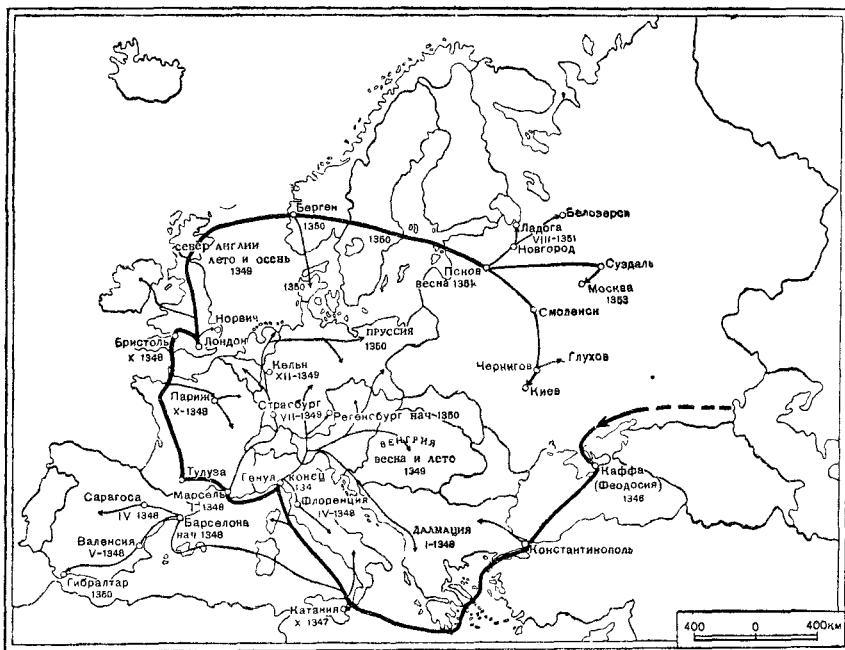 Берген
1350
1350
1350
север Англии
лето и осень
1349
Белозерск
Ладога
VIII-1351
Новгород
Псков
весна
Суздаль
Москва
1353
Смоленск
Чернигов
Глухов
Киев
Норвич
Бристоль
X 1348
Лондон
ПРУССИЯ
1350
Кёльн
XII-1349
Париж
X-1348
Страсбург
VII-1349
Регенсбург нач-1350
ВЕНГРИЯ
весна и лето
1349
Каффа
(Феодосия)
1346
Тулуза
Марсель
1348
Генуя
конец
Флоренция
IV-1348
Сарагоса
IV 1348
Барселона
нач 1348
Валенсия
V-1348
Гибралтар
1350
ДАЛМАЦИЯ
I-1348
Константинополь
Катания
X 1347
400 0 400км